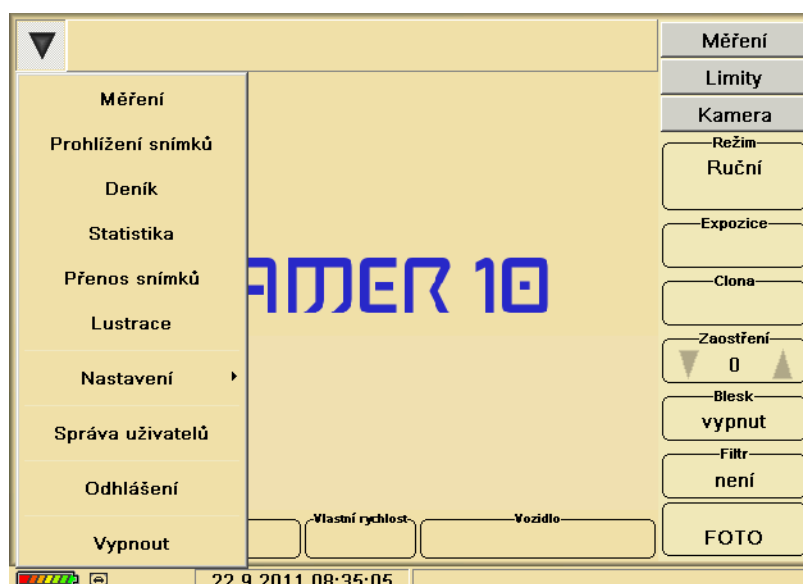 Měření
Limity
Kamera
Měření
Prohlížení snímků
Deník
Statistika
Přenos snímků
Lustrace
Nastavení
Správa uživatelů
Odhlášení
Vypnout
10
Režim
Ruční
Expozice
Clona
Zaostření
0
Blesk
vypnut
Filtr
není
FOTO
Vlastní rychlost
Vozidlo
22.9.2011 08:35:05